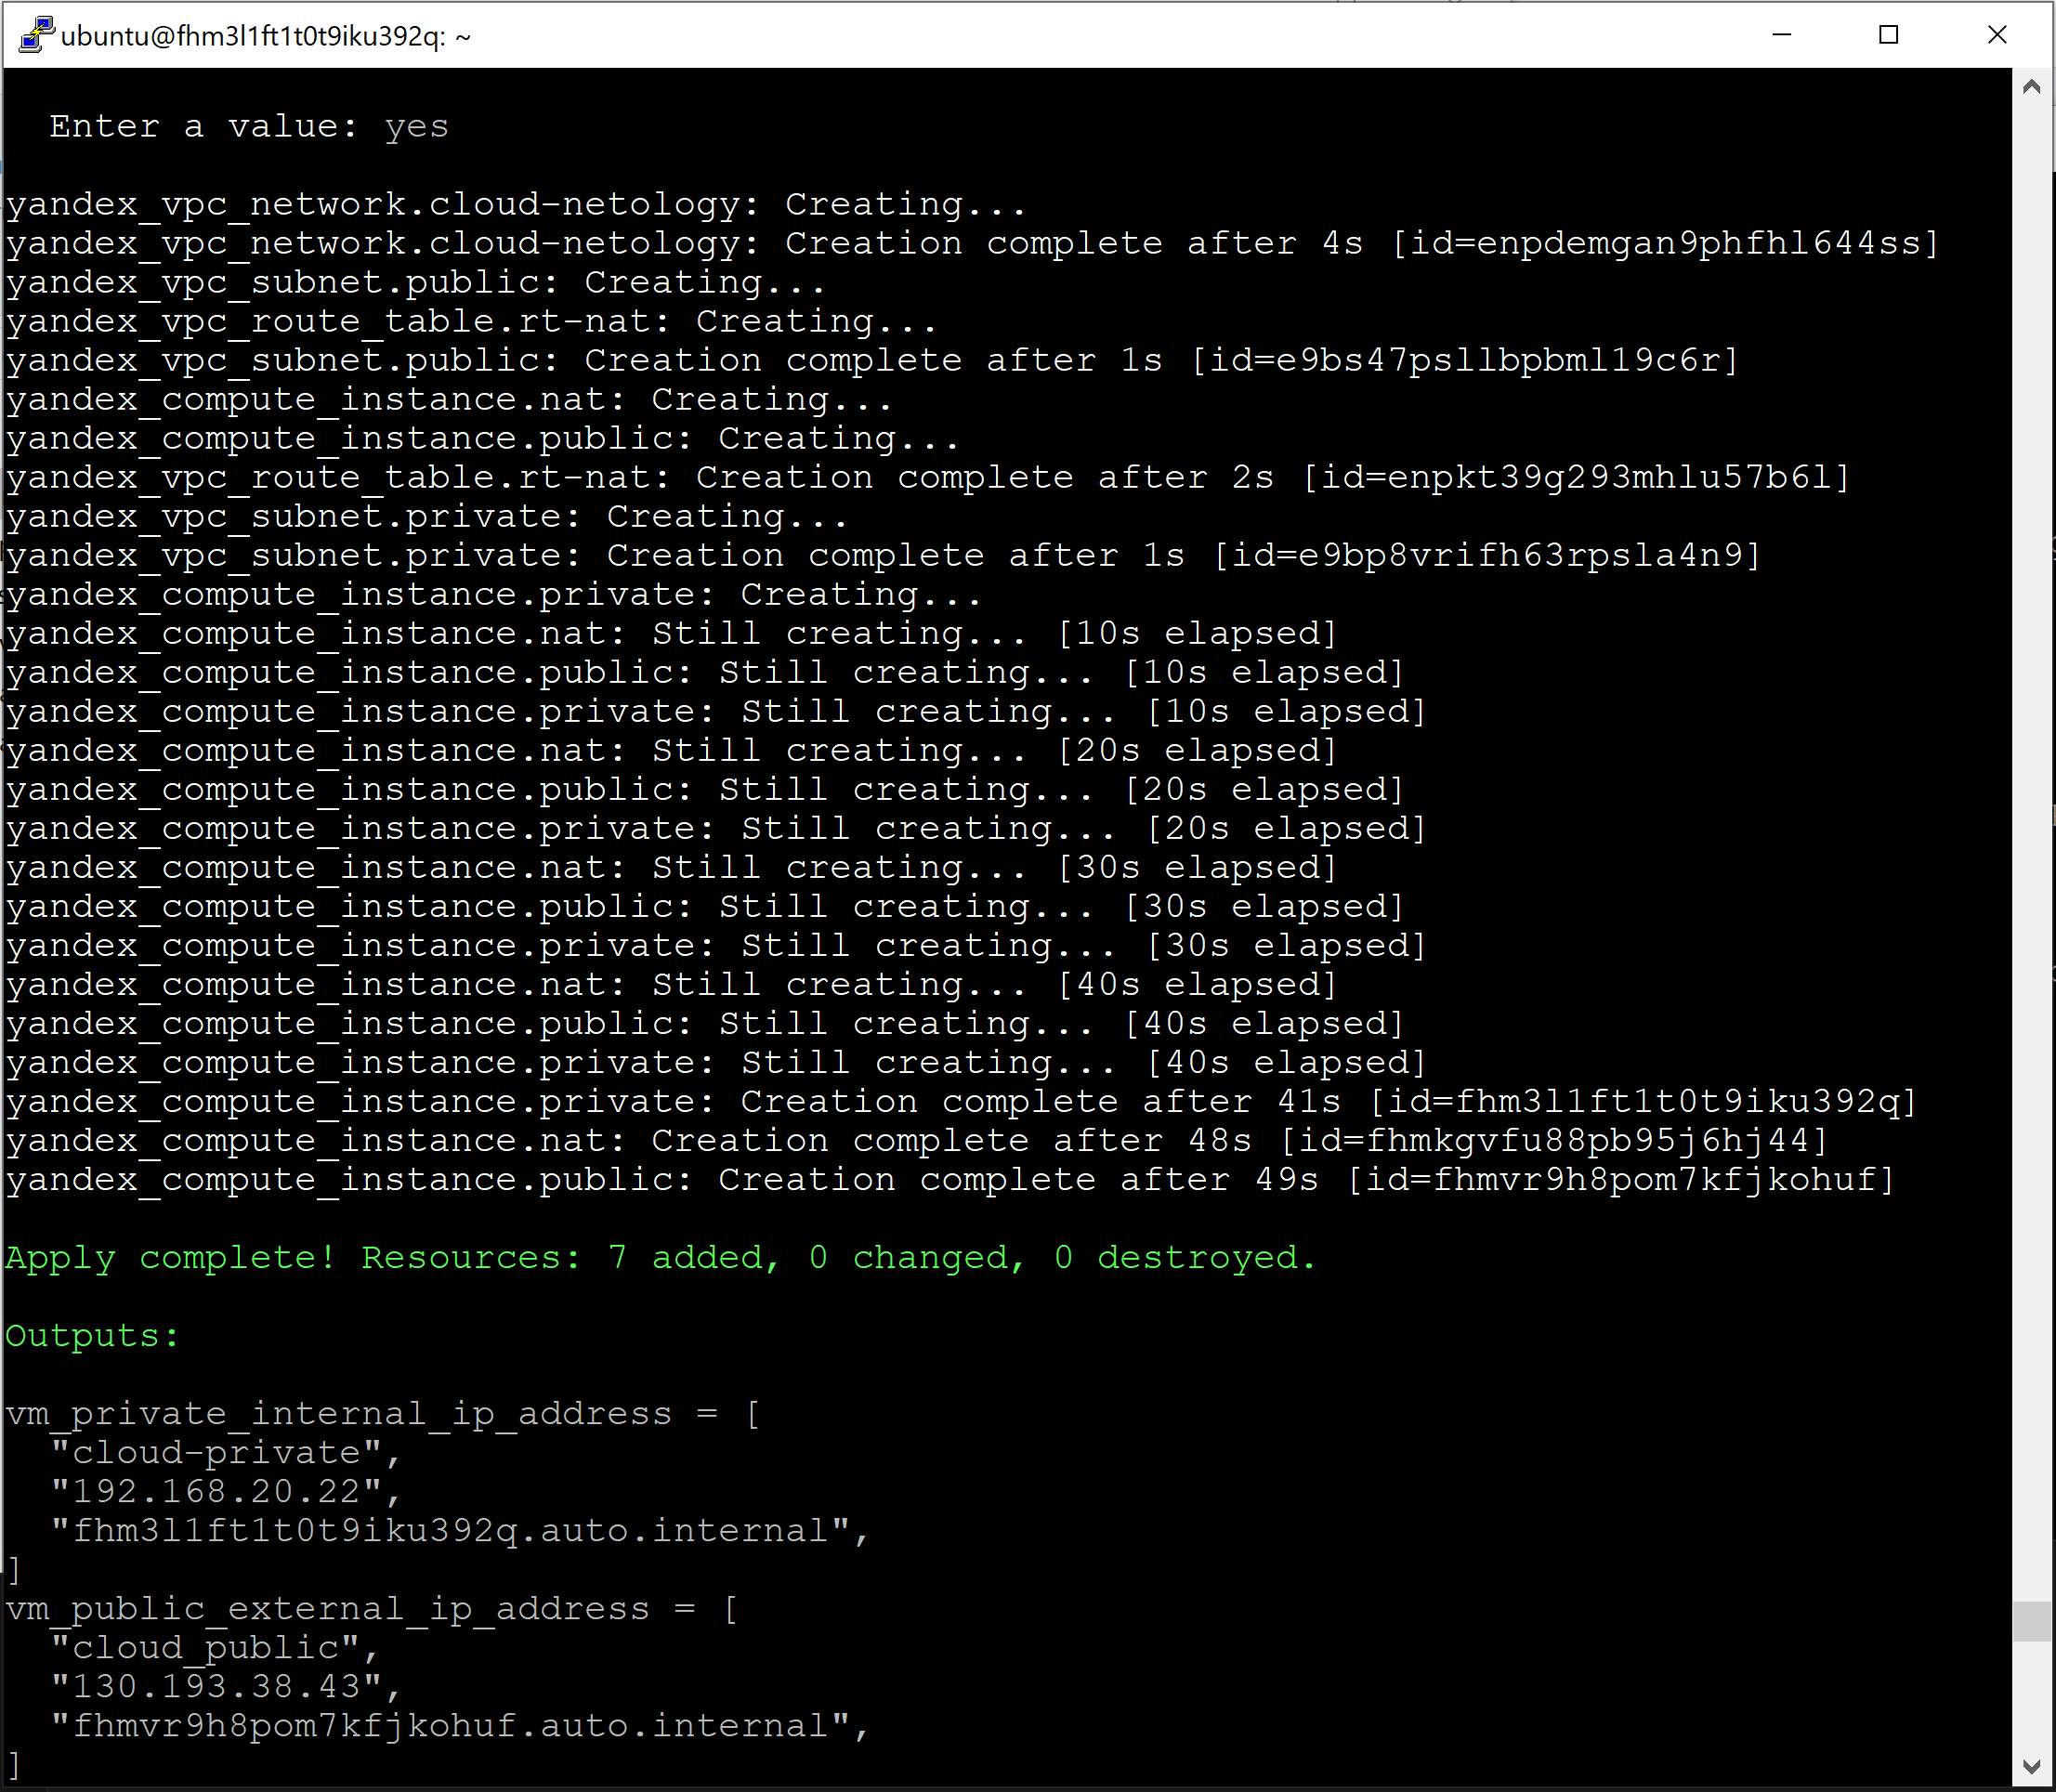 ubuntu@fhm3l1ft1t0t9iku392q: ~
Enter a value: yes
yandex_vpc_network.cloud-netology: Creating...
yandex_vpc_network.cloud-netology: Creation complete after 4s [id=enpdemgan9phfhl644ss]
yandex_vpc_subnet.public: Creating...
yandex_vpc_route_table.rt-nat: Creating...
yandex_vpc_subnet.public: Creation complete after 1s [id=e9bs47psllbpbml19c6r]
yandex_compute_instance.nat: Creating...
yandex_compute_instance.public: Creating...
yandex_vpc_route_table.rt-nat: Creation complete after 2s [id=enpkt39g293mhlu57b6l]
yandex_vpc_subnet.private: Creating...
yandex_vpc_subnet.private: Creation complete after 1s [id=e9bp8vrifh63rpsla4n9]
yandex_compute_instance.private: Creating...
yandex_compute_instance.nat: Still creating... [10s elapsed]
yandex_compute_instance.public: Still creating... [10s elapsed]
yandex_compute_instance.private: Still creating... [10s elapsed]
yandex_compute_instance.nat: Still creating... [20s elapsed]
yandex_compute_instance.public: Still creating... [20s elapsed]
yandex_compute_instance.private: Still creating... [20s elapsed]
yandex_compute_instance.nat: Still creating... [30s elapsed]
yandex_compute_instance.public: Still creating... [30s elapsed]
yandex_compute_instance.private: Still creating... [30s elapsed]
yandex_compute_instance.nat: Still creating... [40s elapsed]
yandex_compute_instance.public: Still creating... [40s elapsed]
yandex_compute_instance.private: Still creating... [40s elapsed]
yandex_compute_instance.private: Creation complete after 41s [id=fhm3l1ft1t0t9iku392q]
yandex_compute_instance.nat: Creation complete after 48s [id=fhmkgvfu88pb95j6hj44]
yandex_compute_instance.public: Creation complete after 49s [id=fhmvr9h8pom7kfjkohuf]
Apply complete! Resources: 7 added, 0 changed, 0 destroyed.
Outputs:
vm_private_internal_ip_address = [
"cloud-private",
"192.168.20.22",
"fhm3l1ft1t0t9iku392q.auto.internal",
]
vm_public_external_ip_address = [
"cloud_public",
"130.193.38.43",
"fhmvr9h8pom7kfjkohuf.auto.internal",
]